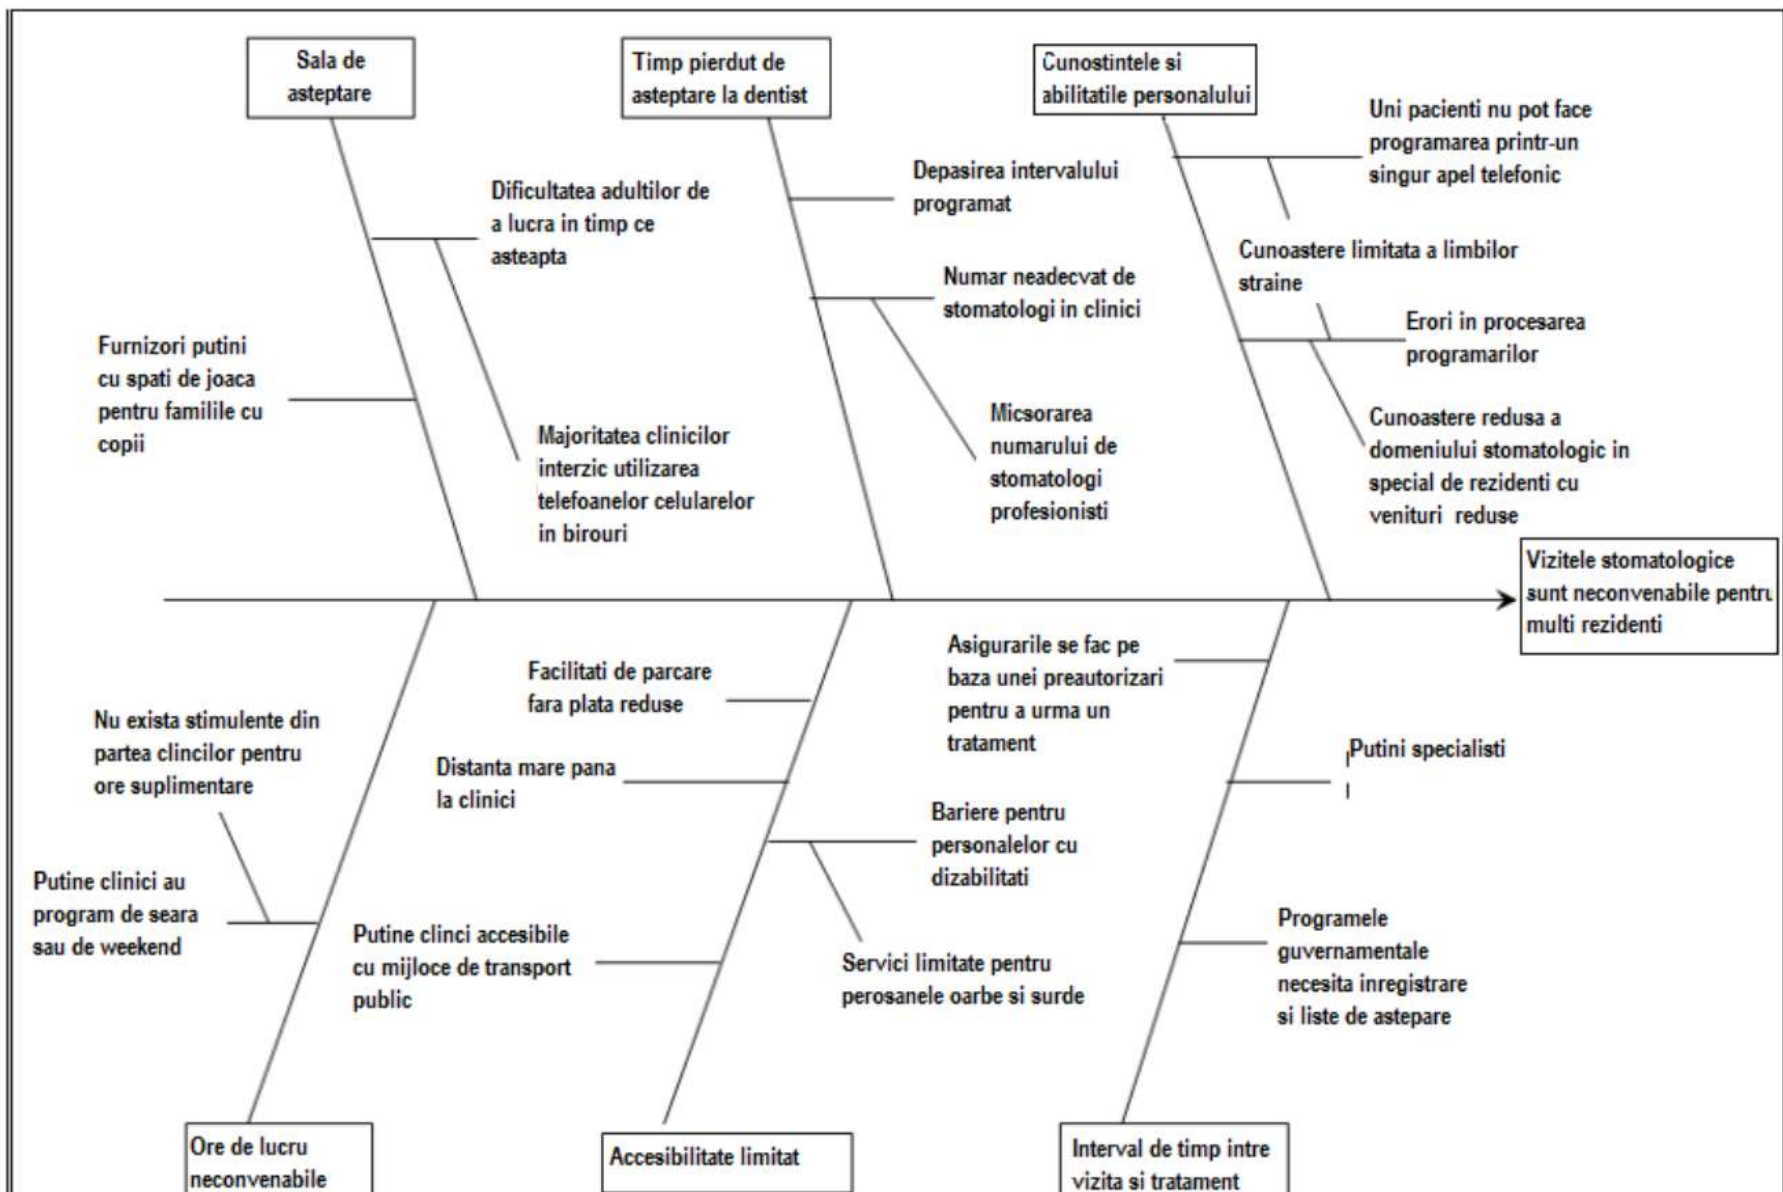 Sala de
asteptare
Timp pierdut de
asteptare la dentist
Cunostintele si
abilitatile personalului
Uni pacienti nu pot face
programarea printr-un
singur apel telefonic
Depasirea intervalului
programat
Dificultatea adultilor de
a lucra in timp ce
asteapta
Cunoastere limitata a limbilor
straine
Numar neadecvat de
stomatologi in clinici
Erori in procesarea
programarilor
Furnizori putini
cu spati de joaca
pentru familile cu
copii
Majoritatea clinicilor
interzic utilizarea
telefoanelor celularelor
in birouri
Micsorarea
numarului de
stomatologi
profesionisti
Cunoastere redusa a
domeniului stomatologic in
special de rezidenti cu
venituri reduse
Vizitele stomatologice
sunt neconvenabile pentru
multi rezidenti
Asigurarile se fac pe
baza unei preautorizari
pentru a urma un
tratament
Facilitati de parcare
fara plata reduse
Nu exista stimulente din
partea clincilor pentru
ore suplimentare
Putini specialisti
Distanta mare pana
la clinici
Bariere pentru
personalelor cu
dizabilitati
Putine clinici au
program de seara
sau de weekend
Putine clinci accesibile
cu mijloce de transport
public
Servici limitate pentru
perosanele oarbe si surde
Programele
guvernamentale
necesita inregistrare
si liste de astepare
Ore de lucru
neconvenabile
Accesibilitate limitat
Interval de timp intre
vizita si tratament